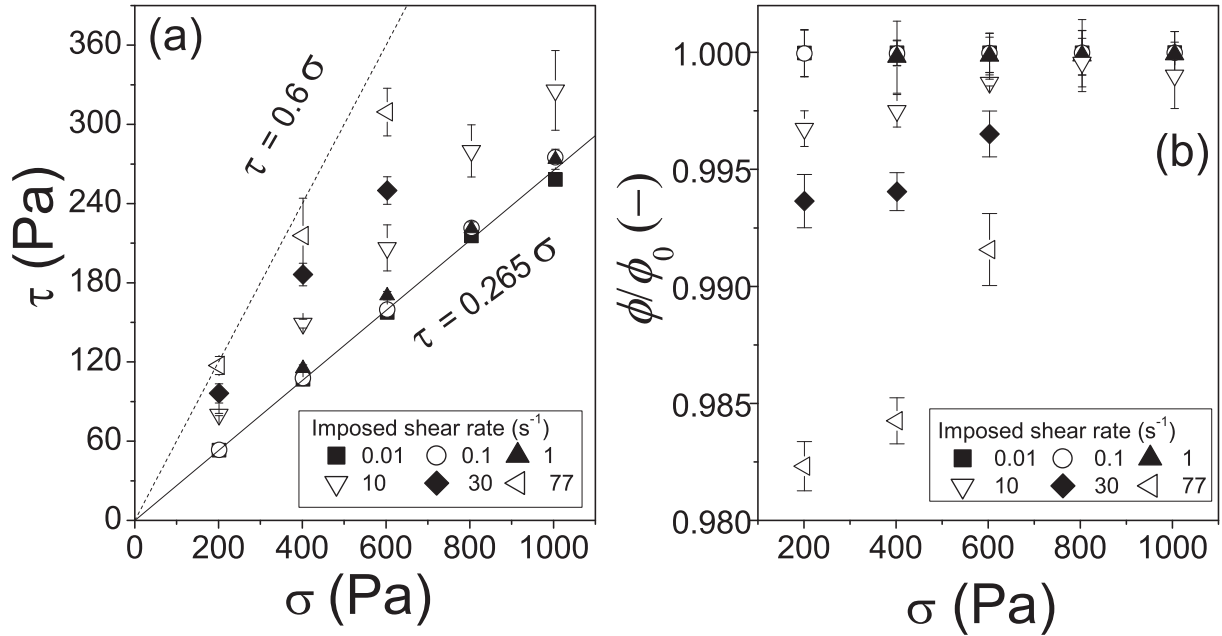 (a)
τ (Pa)
360
300
240
180
120
60
0
τ = 0.6 σ
τ = 0.265 σ
Imposed shear rate (s⁻¹)
0.01 0.1 1
10 30 77
0 200 400 600 800 1000
σ (Pa)
(b)
ϕ/ϕ₀ (−)
1.000
0.995
0.990
0.985
0.980
Imposed shear rate (s⁻¹)
0.01 0.1 1
10 30 77
200 400 600 800 1000
σ (Pa)